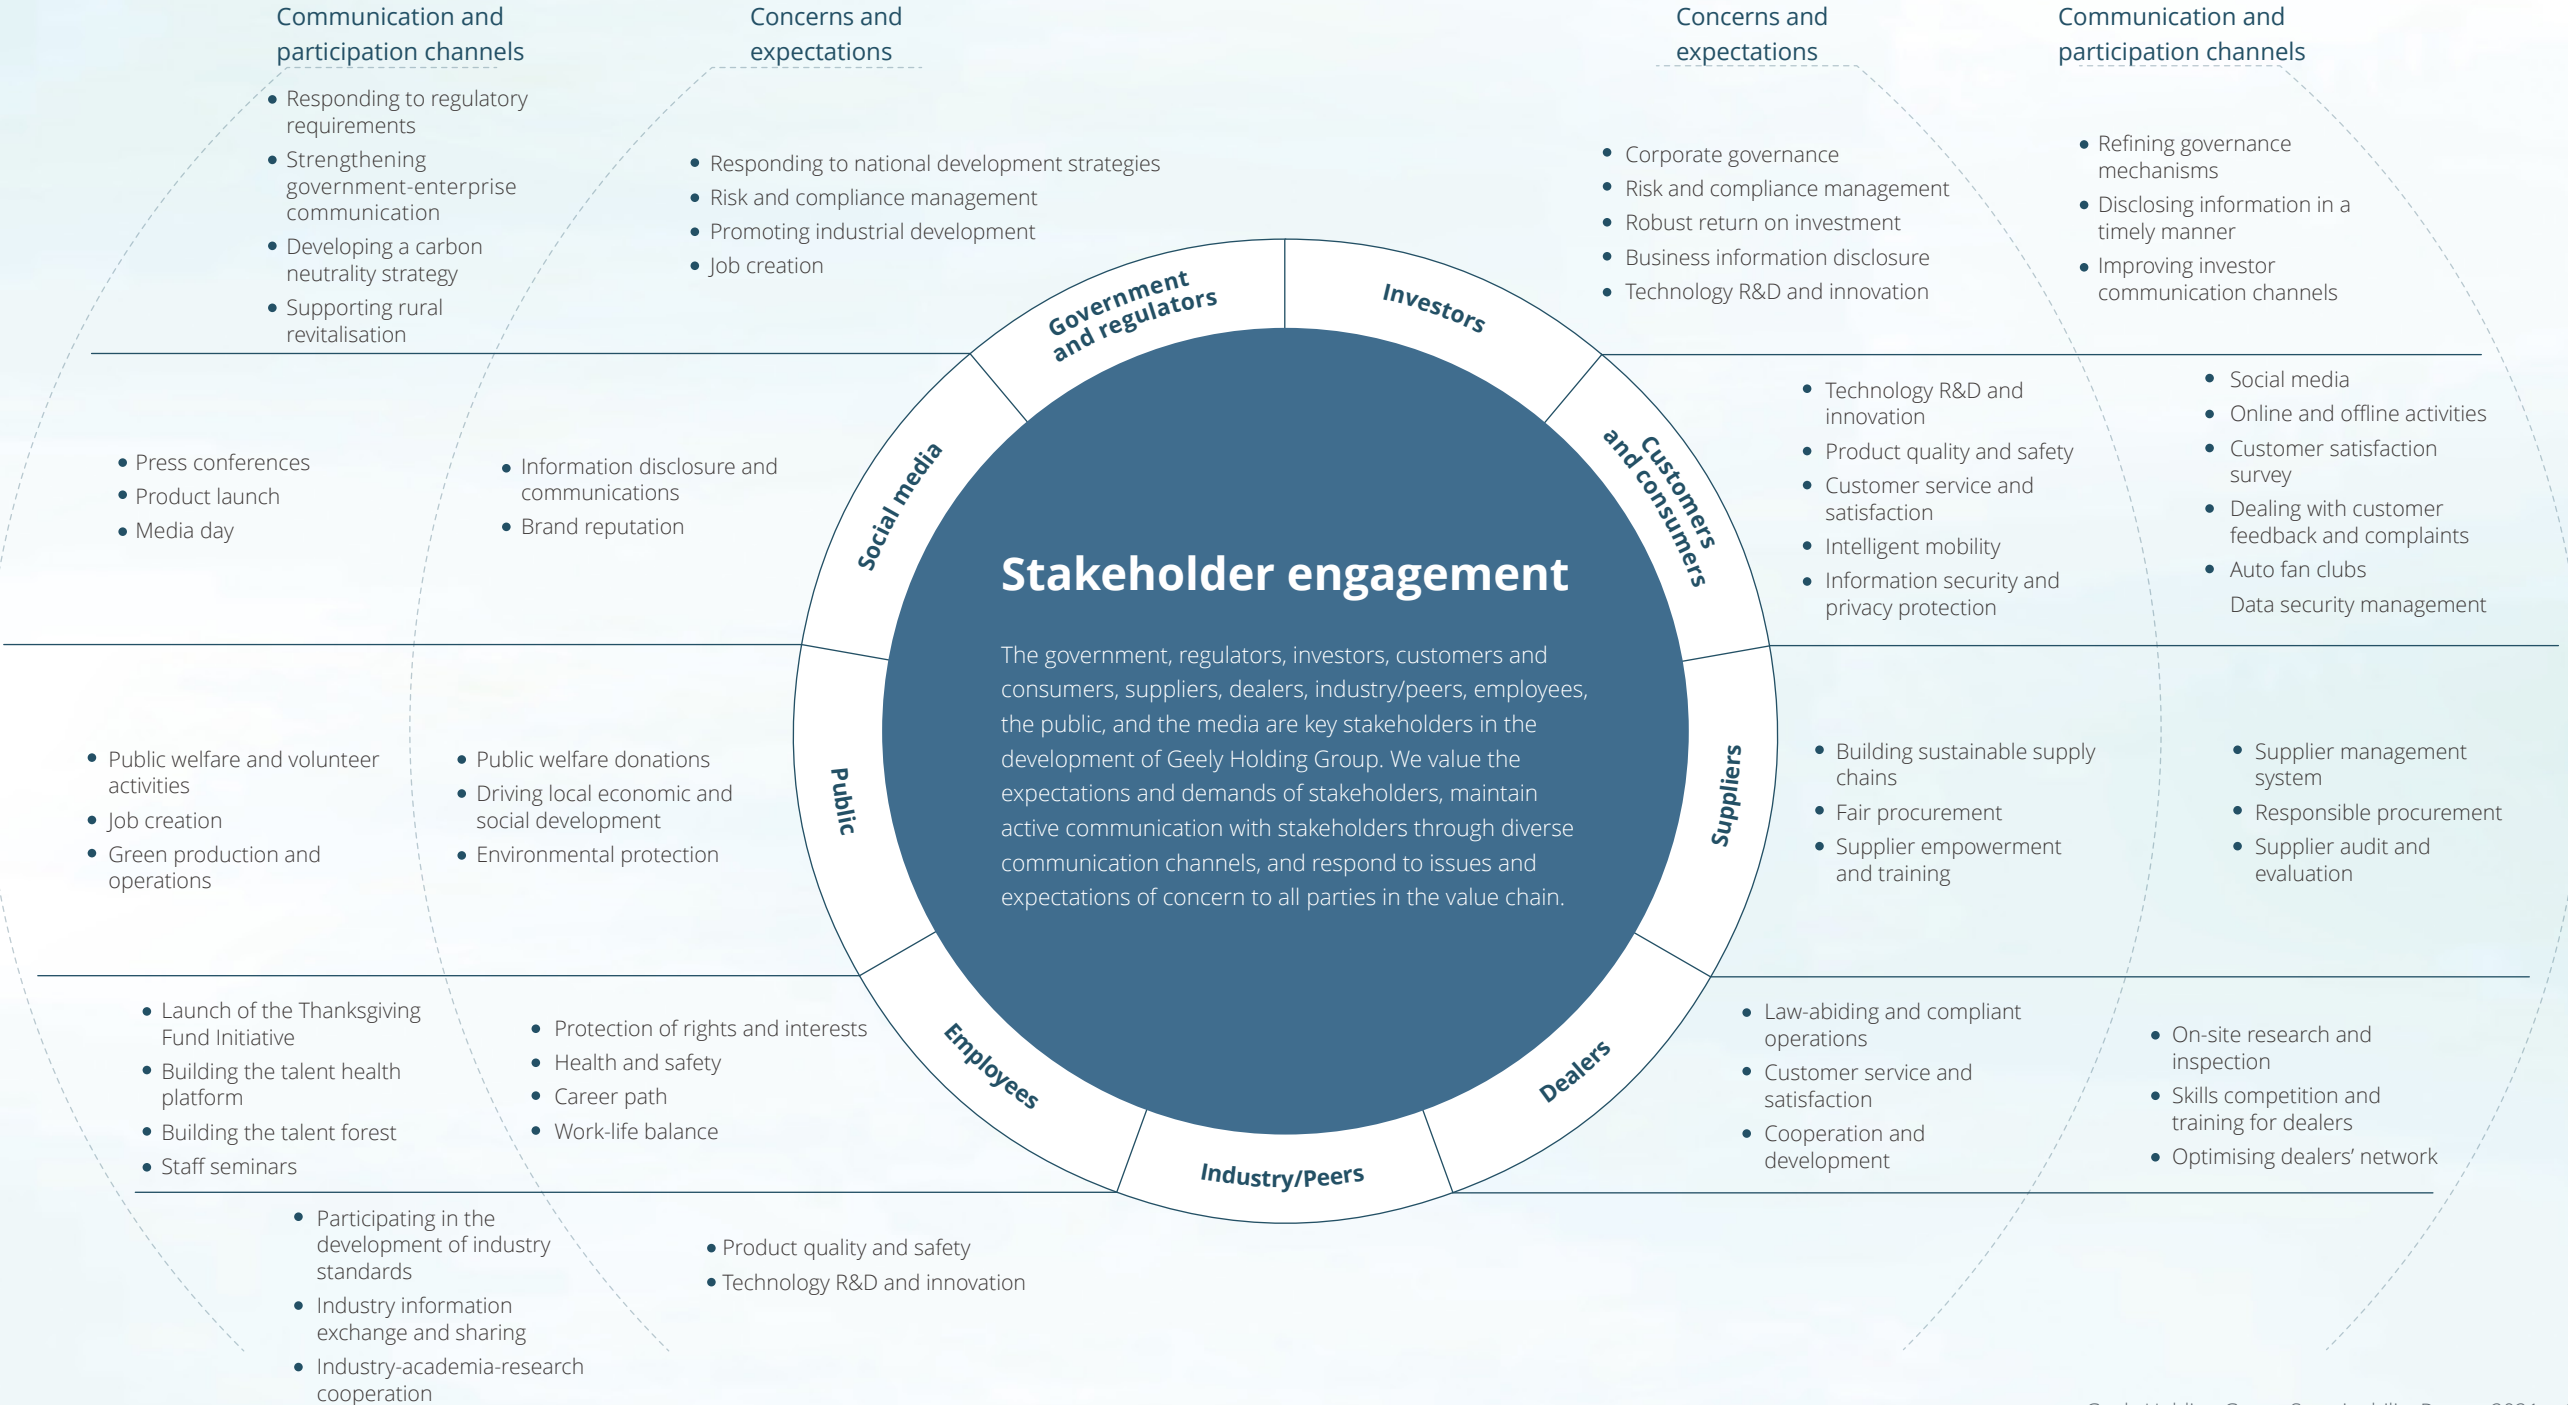 Communication and
participation channels
Concerns and
expectations
Concerns and
expectations
Communication and
participation channels
Responding to regulatory
requirements
Strengthening
government-enterprise
communication
Developing a carbon
neutrality strategy
Supporting rural
revitalisation
Responding to national development strategies
Risk and compliance management
Promoting industrial development
Job creation
Government
and regulators
Investors
Corporate governance
Risk and compliance management
Robust return on investment
Business information disclosure
Technology R&D and innovation
Refining governance
mechanisms
Disclosing information in a
timely manner
Improving investor
communication channels
Press conferences
Product launch
Media day
Information disclosure and
communications
Brand reputation
Social media
Customers
and consumers
Technology R&D and
innovation
Product quality and safety
Customer service and
satisfaction
Intelligent mobility
Information security and
privacy protection
Social media
Online and offline activities
Customer satisfaction
survey
Dealing with customer
feedback and complaints
Auto fan clubs
Data security management
Stakeholder engagement
The government, regulators, investors, customers and
consumers, suppliers, dealers, industry/peers, employees,
the public, and the media are key stakeholders in the
development of Geely Holding Group. We value the
expectations and demands of stakeholders, maintain
active communication with stakeholders through diverse
communication channels, and respond to issues and
expectations of concern to all parties in the value chain.
Public welfare and volunteer
activities
Job creation
Green production and
operations
Public welfare donations
Driving local economic and
social development
Environmental protection
Public
Suppliers
Building sustainable supply
chains
Fair procurement
Supplier empowerment
and training
Supplier management
system
Responsible procurement
Supplier audit and
evaluation
Launch of the Thanksgiving
Fund Initiative
Building the talent health
platform
Building the talent forest
Staff seminars
Protection of rights and interests
Health and safety
Career path
Work-life balance
Employees
Dealers
Law-abiding and compliant
operations
Customer service and
satisfaction
Cooperation and
development
On-site research and
inspection
Skills competition and
training for dealers
Optimising dealers’ network
Industry/Peers
Participating in the
development of industry
standards
Industry information
exchange and sharing
Industry-academia-research
cooperation
Product quality and safety
Technology R&D and innovation